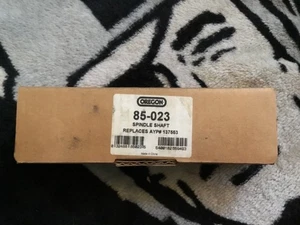 OREGON
85-023
SPINDLE SHAFT
REPLACES AYP# 137553